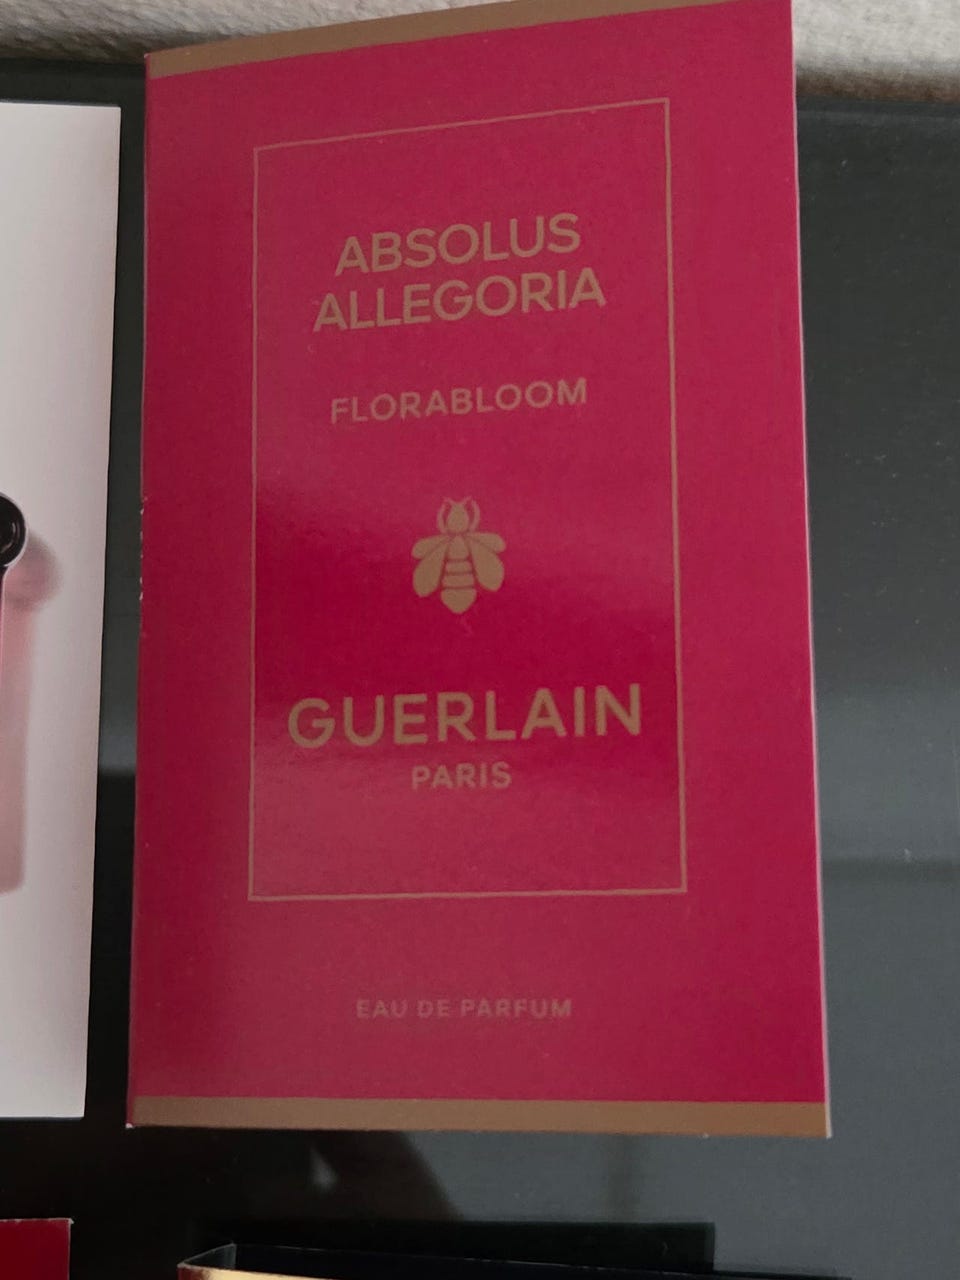 ABSOLUS
ALLEGORIA
FLORABLOOM
GUERLAIN
PARIS
EAU DE PARFUM